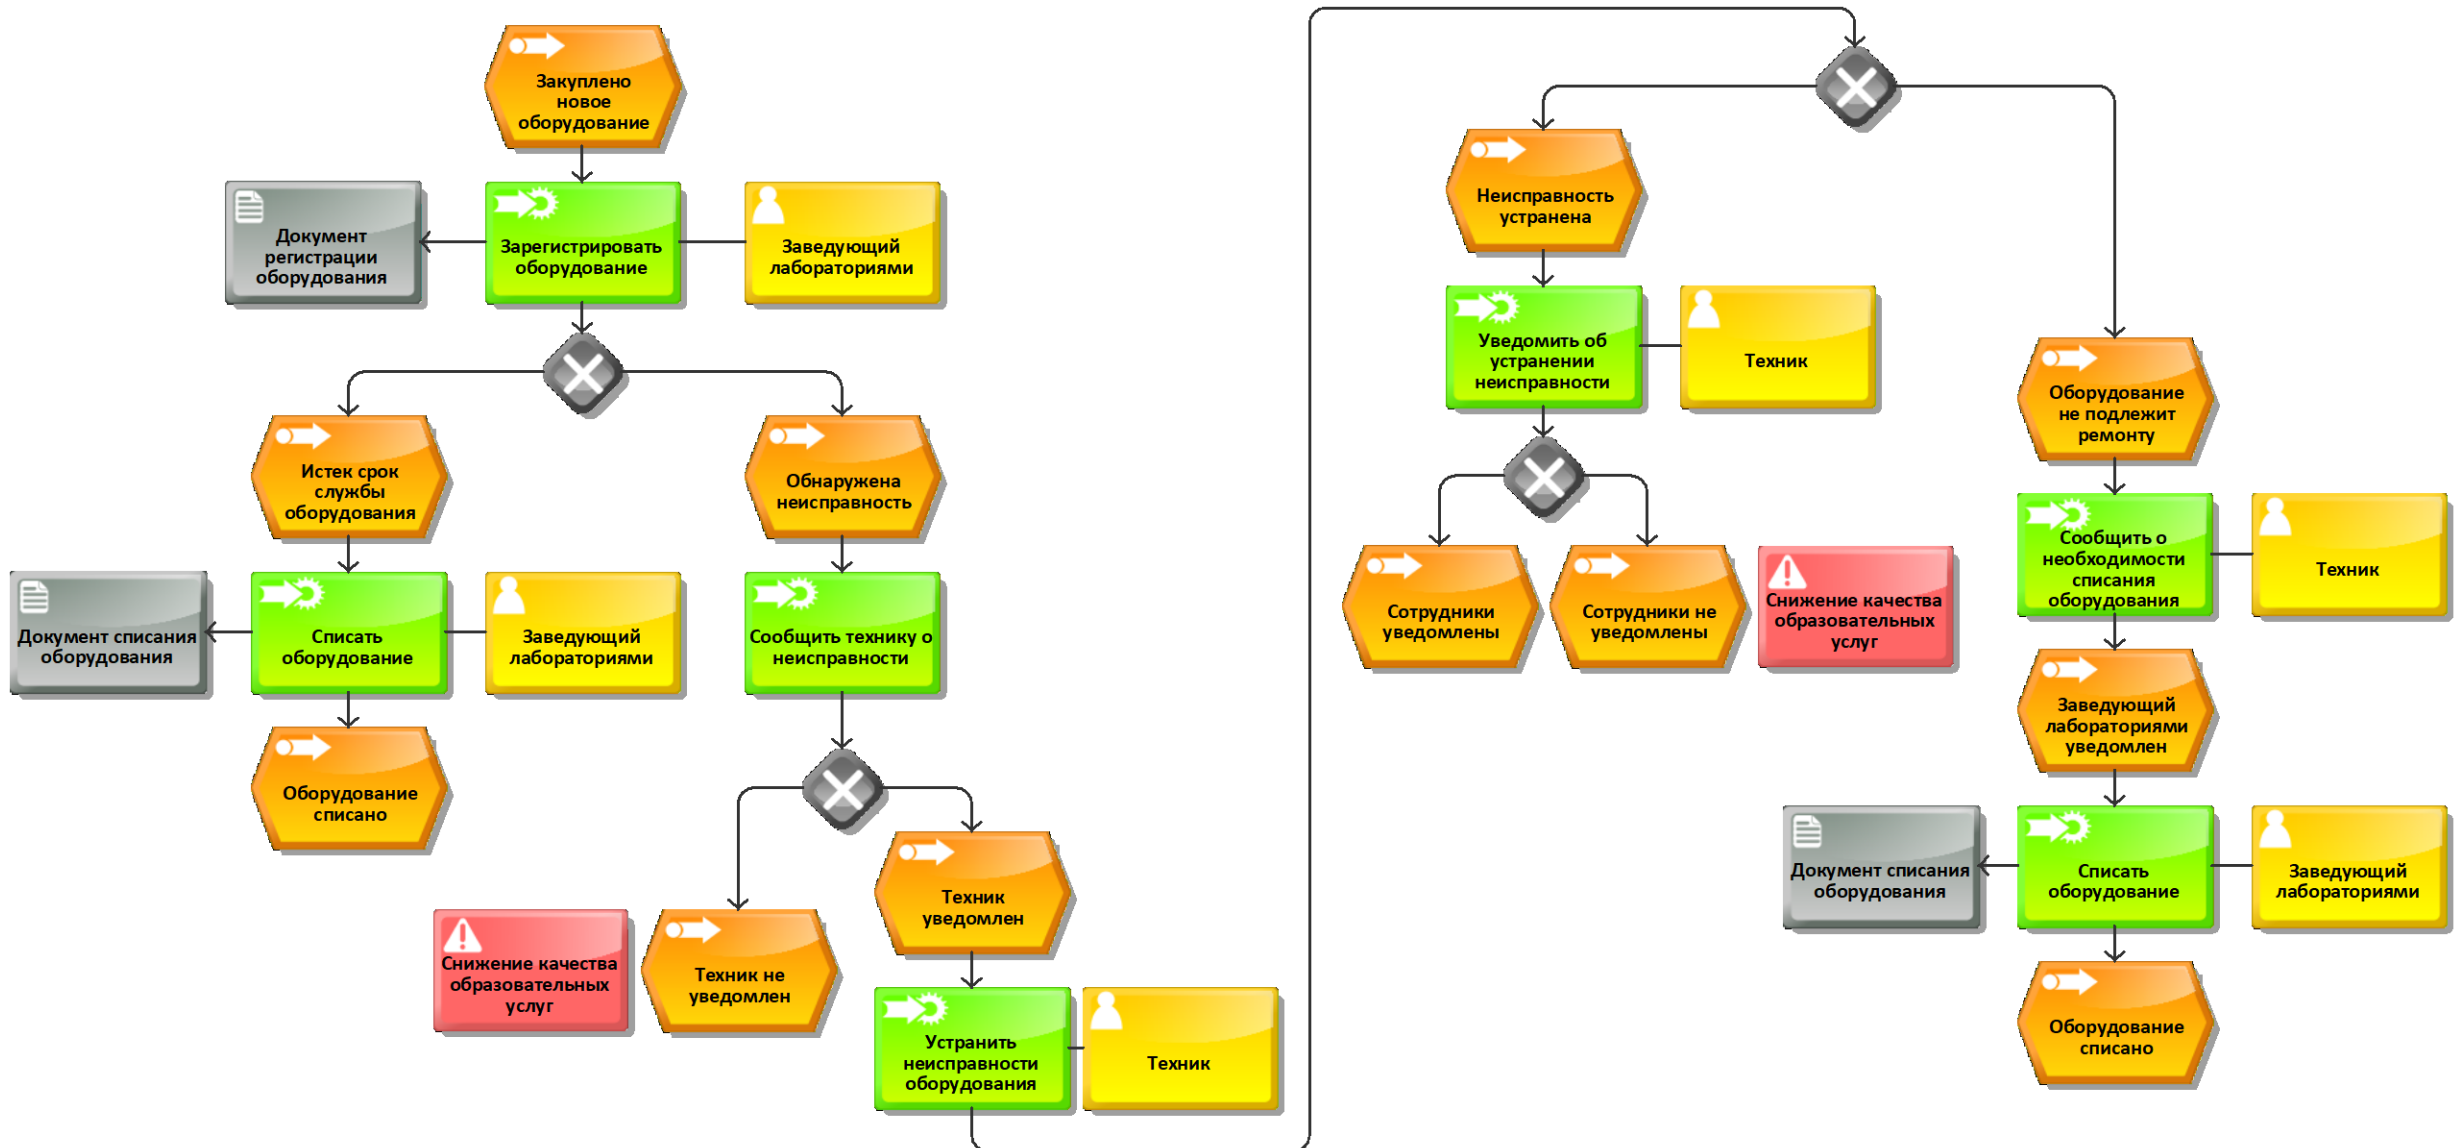 Закуплено
новое
оборудование
Документ
регистрации
оборудования
Зарегистрировать
оборудование
Заведующий
лабораториями
Истек срок
службы
оборудования
Обнаружена
неисправность
Документ списания
оборудования
Списать
оборудование
Заведующий
лабораториями
Сообщить технику о
неисправности
Оборудование
списано
Снижение качества
образовательных
услуг
Техник не
уведомлен
Техник
уведомлен
Устранить
неисправности
оборудования
Техник
Неисправность
устранена
Уведомить об
устранении
неисправности
Техник
Сотрудники
уведомлены
Сотрудники не
уведомлены
Снижение качества
образовательных
услуг
Оборудование
не подлежит
ремонту
Сообщить о
необходимости
списания
оборудования
Техник
Заведующий
лабораториями
уведомлен
Документ списания
оборудования
Списать
оборудование
Заведующий
лабораториями
Оборудование
списано